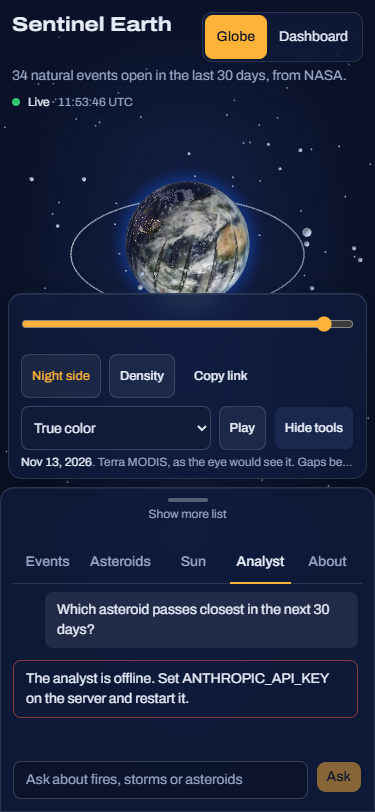 Sentinel Earth
Globe
Dashboard
34 natural events open in the last 30 days, from NASA.
Live · 11:53:46 UTC
Night side
Density
Copy link
True color
Play
Hide tools
Nov 13, 2026. Terra MODIS, as the eye would see it. Gaps be...
Show more list
Events
Asteroids
Sun
Analyst
About
Which asteroid passes closest in the next 30
days?
The analyst is offline. Set ANTHROPIC_API_KEY
on the server and restart it.
Ask about fires, storms or asteroids
Ask